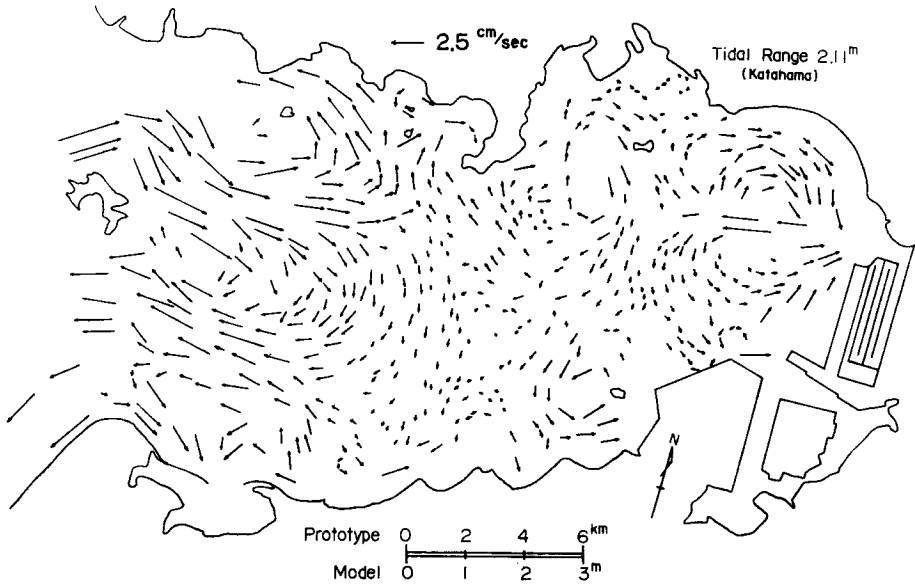 2.5 cm/sec
Tidal Range 2.11m
(Katahama)
N
Prototype 0 2 4 6 km
Model 0 1 2 3 m